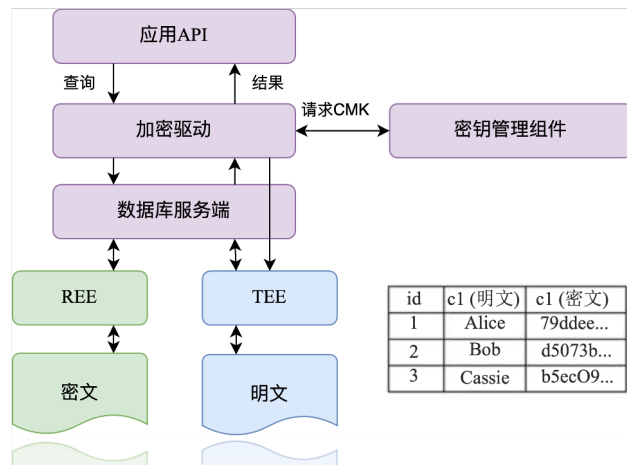 应用API
查询
结果
加密驱动
请求CMK
密钥管理组件
数据库服务端
REE
TEE
密文
明文
id c1 (明文) c1 (密文)
1 Alice 79ddee...
2 Bob d5073b...
3 Cassie b5ecO9...